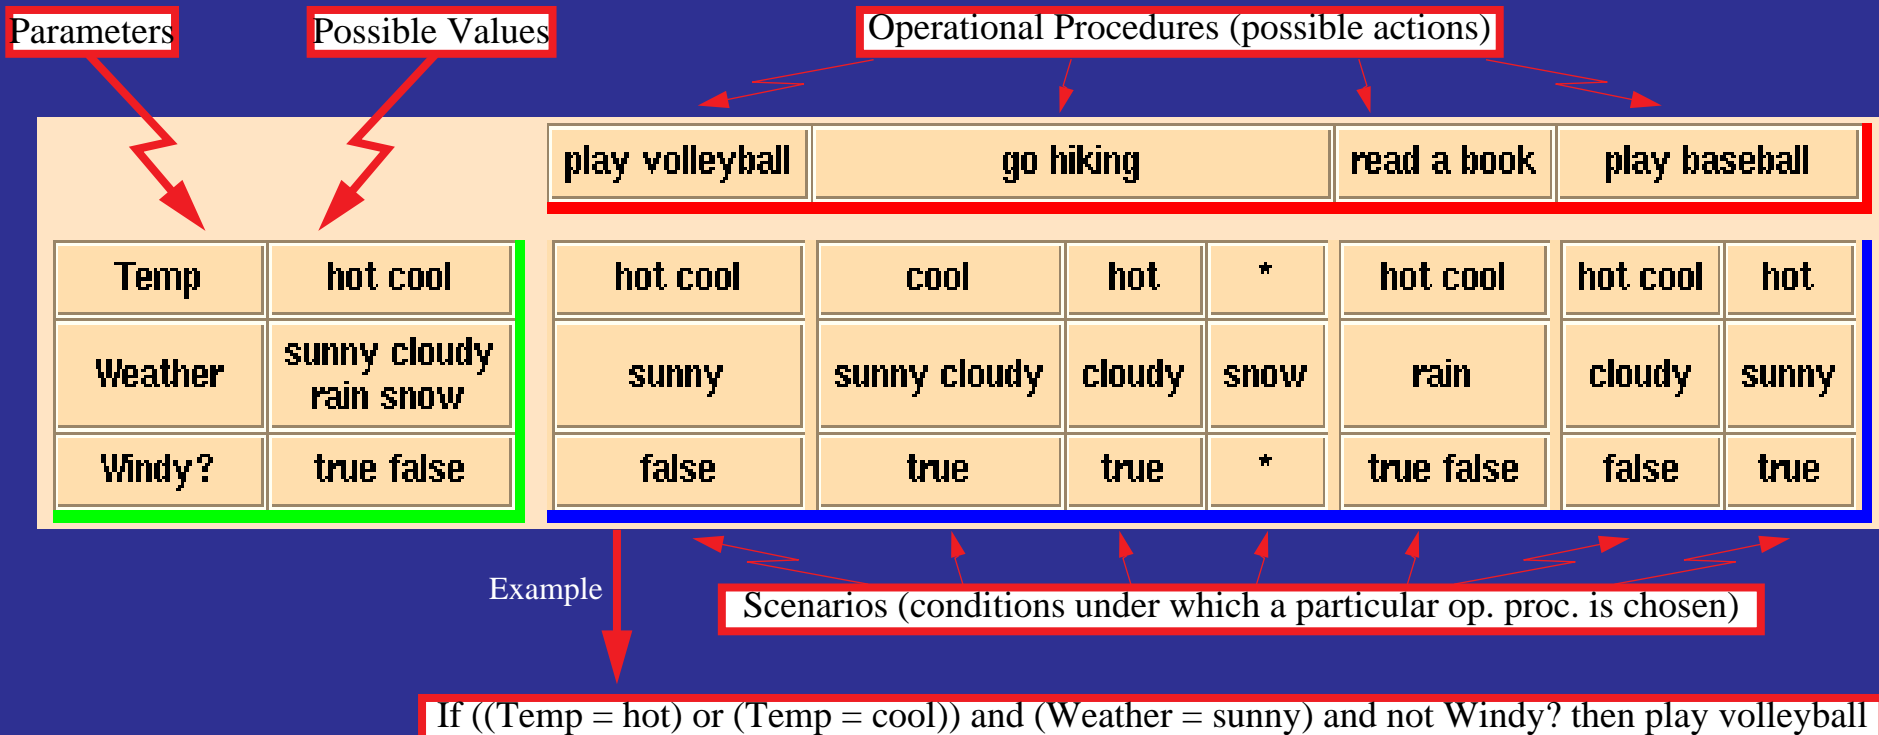 Parameters Possible Values Operational Procedures (possible actions)
play volleyball go hiking read a book play baseball
Temp hot cool hot cool cool hot * hot cool hot cool hot
Weather sunny cloudy rain snow sunny sunny cloudy cloudy snow rain cloudy sunny
Windy? true false false true true * true false false true
Example
Scenarios (conditions under which a particular op. proc. is chosen)
If ((Temp = hot) or (Temp = cool)) and (Weather = sunny) and not Windy? then play volleyball